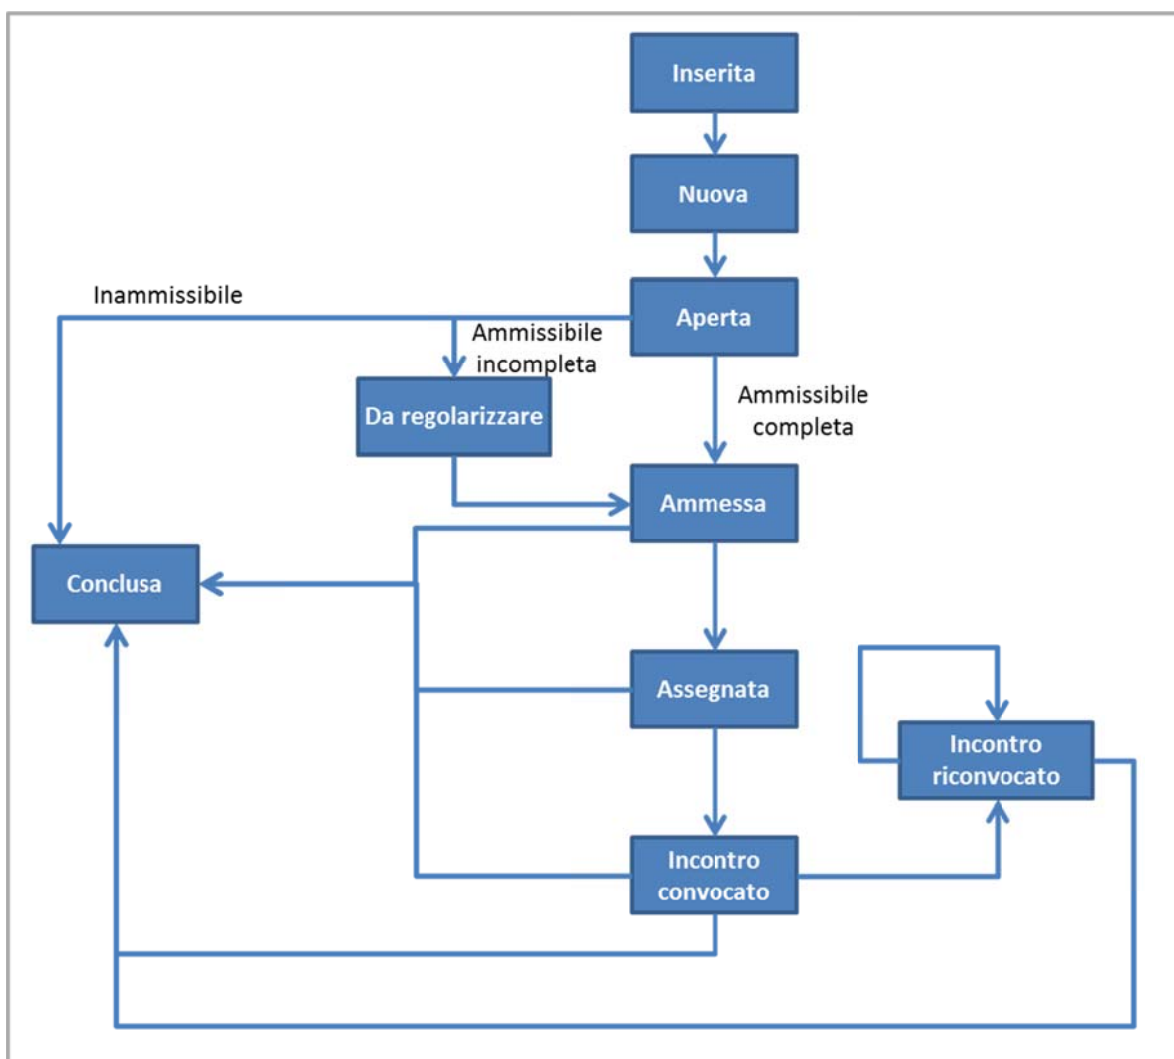 Inserita
Nuova
Inammissibile
Aperta
Ammissibile
incompleta
Ammissibile
completa
Da regolarizzare
Ammessa
Conclusa
Assegnata
Incontro
riconvocato
Incontro
convocato